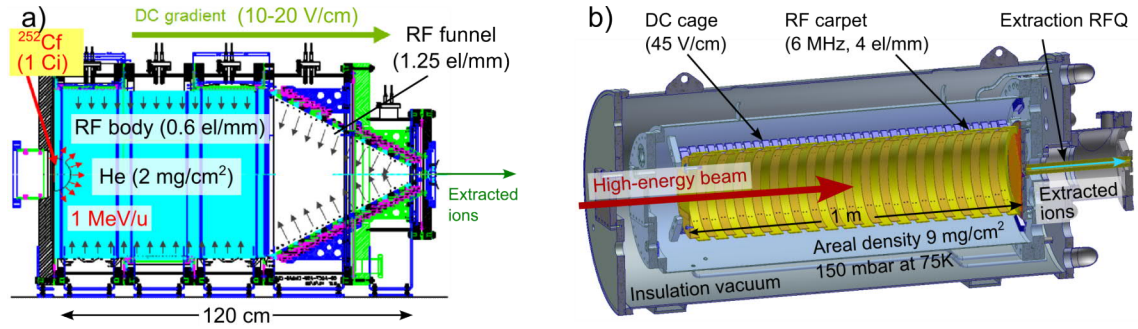 a)
DC gradient (10-20 V/cm)
²⁵²Cf
(1 Ci)
RF funnel
(1.25 el/mm)
RF body (0.6 el/mm)
He (2 mg/cm²)
1 MeV/u
Extracted
ions
120 cm
b)
DC cage
(45 V/cm)
RF carpet
(6 MHz, 4 el/mm)
Extraction RFQ
High-energy beam
1 m
Extracted
ions
Areal density 9 mg/cm²
150 mbar at 75K
Insulation vacuum